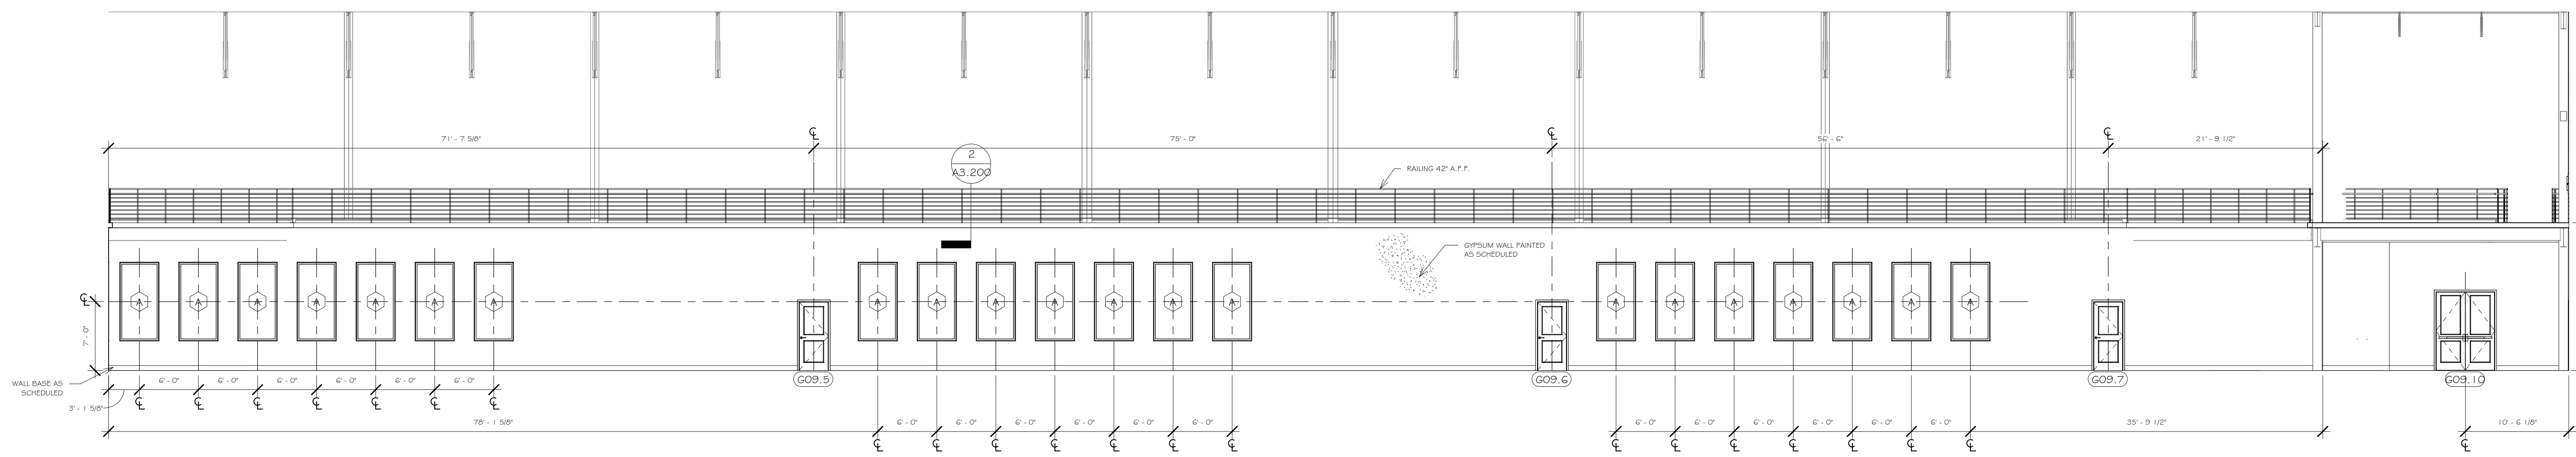 71' - 7 5/8"
℄
75' - 0"
℄
56' - 6"
℄
21' - 9 1/2"
2
A3.200
RAILING 42" A.F.F.
GYPSUM WALL PAINTED
AS SCHEDULED
℄
7' - 0"
A A A A A A A
A A A A A A A
A A A A A A A
WALL BASE AS
SCHEDULED
3' - 1 5/8"
G09.5
G09.6
G09.7
G09.10
6' - 0" 6' - 0" 6' - 0" 6' - 0" 6' - 0" 6' - 0"
℄ ℄ ℄ ℄ ℄ ℄ ℄
78' - 1 5/8"
6' - 0" 6' - 0" 6' - 0" 6' - 0" 6' - 0" 6' - 0"
6' - 0" 6' - 0" 6' - 0" 6' - 0" 6' - 0" 6' - 0"
35' - 9 1/2"
10' - 6 1/8"
℄ ℄ ℄ ℄ ℄ ℄ ℄
℄ ℄ ℄ ℄ ℄ ℄ ℄
℄